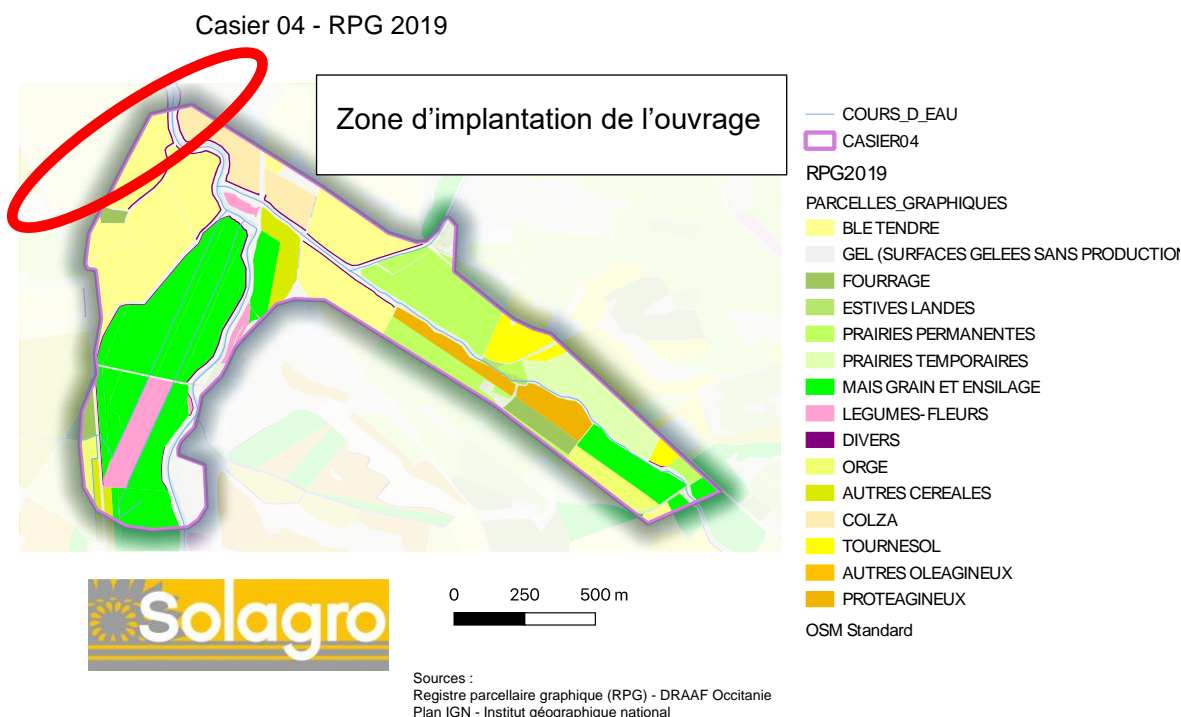 Casier 04 - RPG 2019
Zone d’implantation de l’ouvrage
COURS_D_EAU
CASIER04
RPG2019
PARCELLES_GRAPHIQUES
BLE TENDRE
GEL (SURFACES GELEES SANS PRODUCTION
FOURRAGE
ESTIVES LANDES
PRAIRIES PERMANENTES
PRAIRIES TEMPORAIRES
MAIS GRAIN ET ENSILAGE
LEGUMES-FLEURS
DIVERS
ORGE
AUTRES CEREALES
COLZA
TOURNESOL
AUTRES OLEAGINEUX
PROTEAGINEUX
OSM Standard
Solagro
0 250 500 m
Sources :
Registre parcellaire graphique (RPG) - DRAAF Occitanie
Plan IGN - Institut géographique national